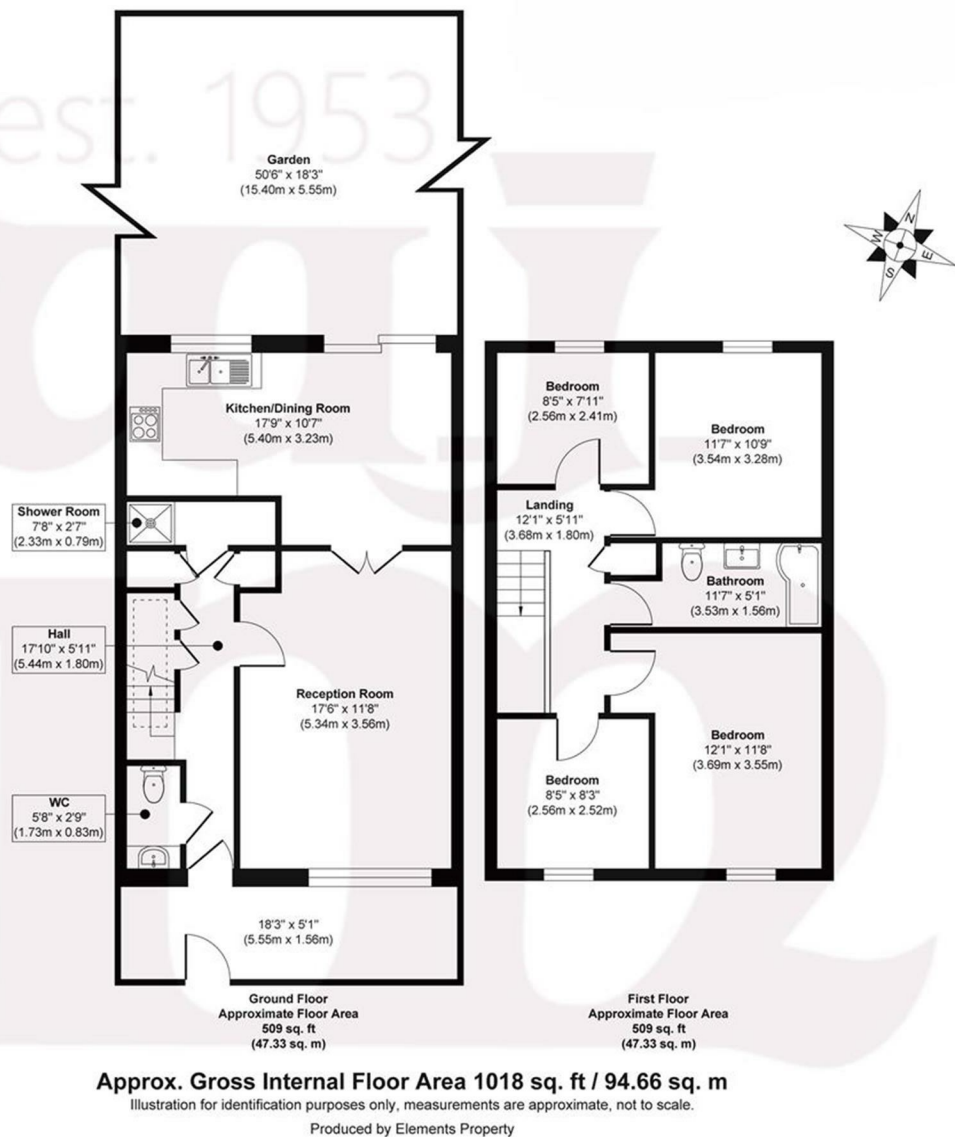 est. 1953
Garden
50'6" x 18'3"
(15.40m x 5.55m)
N
W
E
S
Kitchen/Dining Room
17'9" x 10'7"
(5.40m x 3.23m)
Bedroom
8'5" x 7'11"
(2.56m x 2.41m)
Bedroom
11'7" x 10'9"
(3.54m x 3.28m)
Shower Room
7'8" x 2'7"
(2.33m x 0.79m)
Landing
12'1" x 5'11"
(3.68m x 1.80m)
Bathroom
11'7" x 5'1"
(3.53m x 1.56m)
Hall
17'10" x 5'11"
(5.44m x 1.80m)
Reception Room
17'6" x 11'8"
(5.34m x 3.56m)
Bedroom
12'1" x 11'8"
(3.69m x 3.55m)
WC
5'8" x 2'9"
(1.73m x 0.83m)
Bedroom
8'5" x 8'3"
(2.56m x 2.52m)
18'3" x 5'1"
(5.55m x 1.56m)
Ground Floor
Approximate Floor Area
509 sq. ft
(47.33 sq. m)
First Floor
Approximate Floor Area
509 sq. ft
(47.33 sq. m)
Approx. Gross Internal Floor Area 1018 sq. ft / 94.66 sq. m
Illustration for identification purposes only, measurements are approximate, not to scale.
Produced by Elements Property